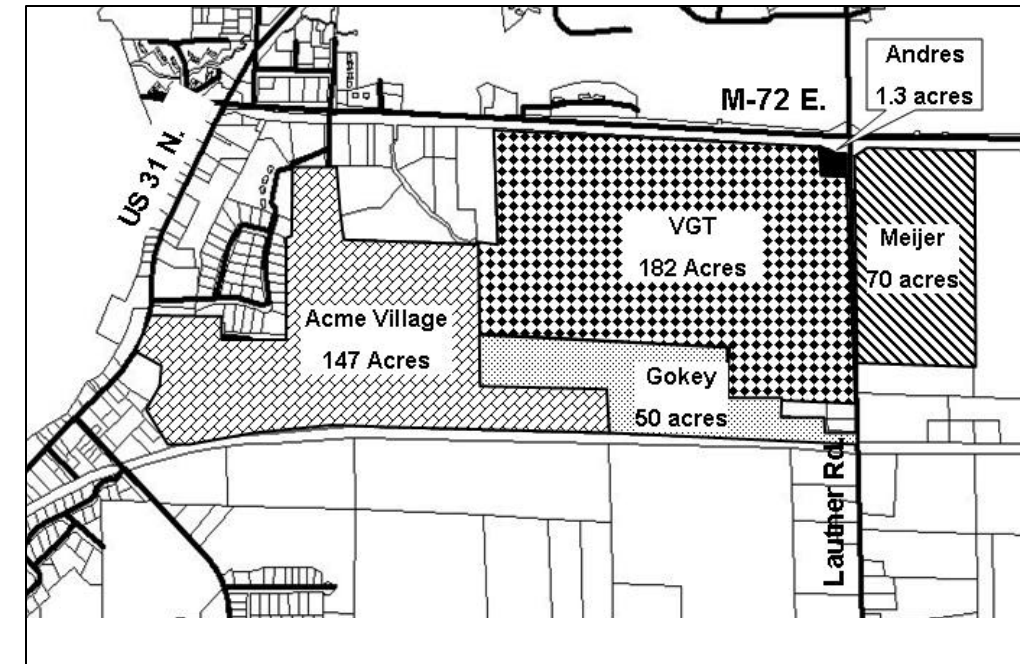 Andres
1.3 acres
M-72 E.
US 31 N.
VGT
182 Acres
Meijer
70 acres
Acme Village
147 Acres
Gokey
50 acres
Lautner Rd.